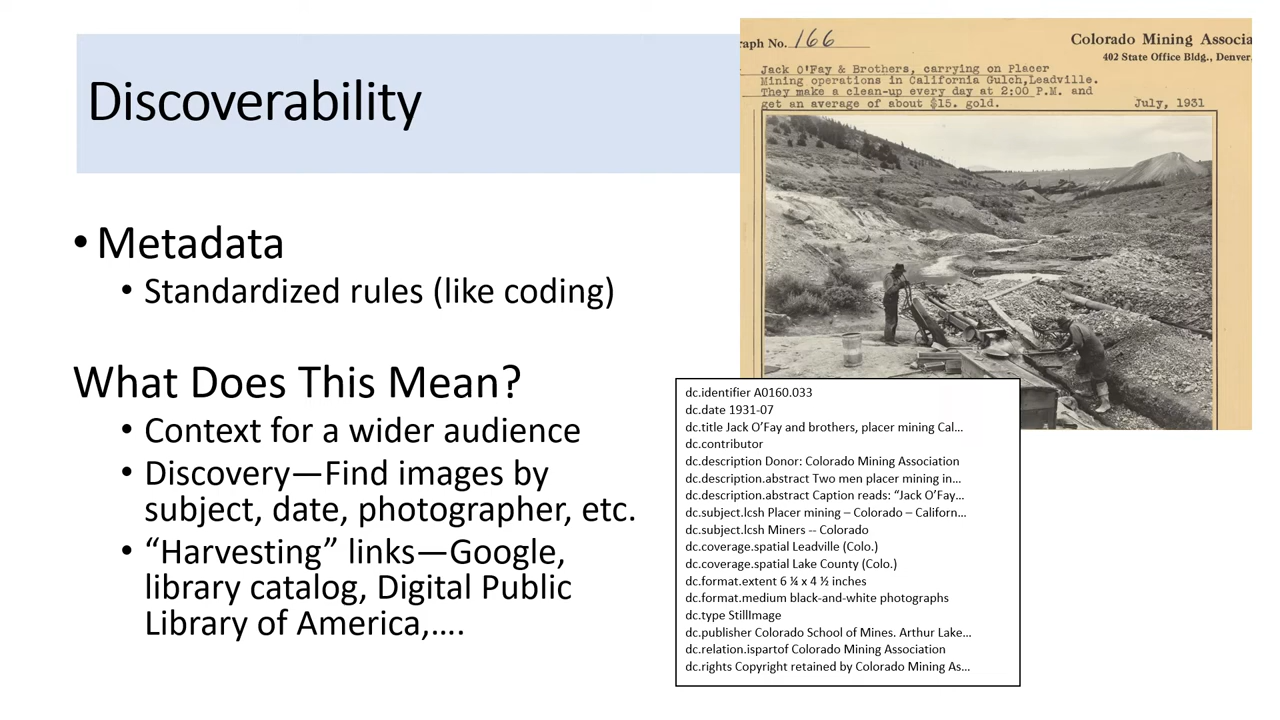 Discoverability
• Metadata
• Standardized rules (like coding)
What Does This Mean?
• Context for a wider audience
• Discovery—Find images by
subject, date, photographer, etc.
• “Harvesting” links—Google,
library catalog, Digital Public
Library of America,….
raph No. 166
Colorado Mining Associa
402 State Office Bldg., Denver
Jack O'Fay & Brothers, carrying on Placer
Mining operations in California Gulch,Leadville.
They make a clean-up every day at 2:00 P.M. and
get an average of about $15. gold. July, 1931
dc.identifier A0160.033
dc.date 1931-07
dc.title Jack O’Fay and brothers, placer mining Cal…
dc.contributor
dc.description Donor: Colorado Mining Association
dc.description.abstract Two men placer mining in…
dc.description.abstract Caption reads: “Jack O’Fay…
dc.subject.lcsh Placer mining – Colorado – Californ…
dc.subject.lcsh Miners -- Colorado
dc.coverage.spatial Leadville (Colo.)
dc.coverage.spatial Lake County (Colo.)
dc.format.extent 6 ¾ x 4 ½ inches
dc.format.medium black-and-white photographs
dc.type StillImage
dc.publisher Colorado School of Mines. Arthur Lake…
dc.relation.ispartof Colorado Mining Association
dc.rights Copyright retained by Colorado Mining As…